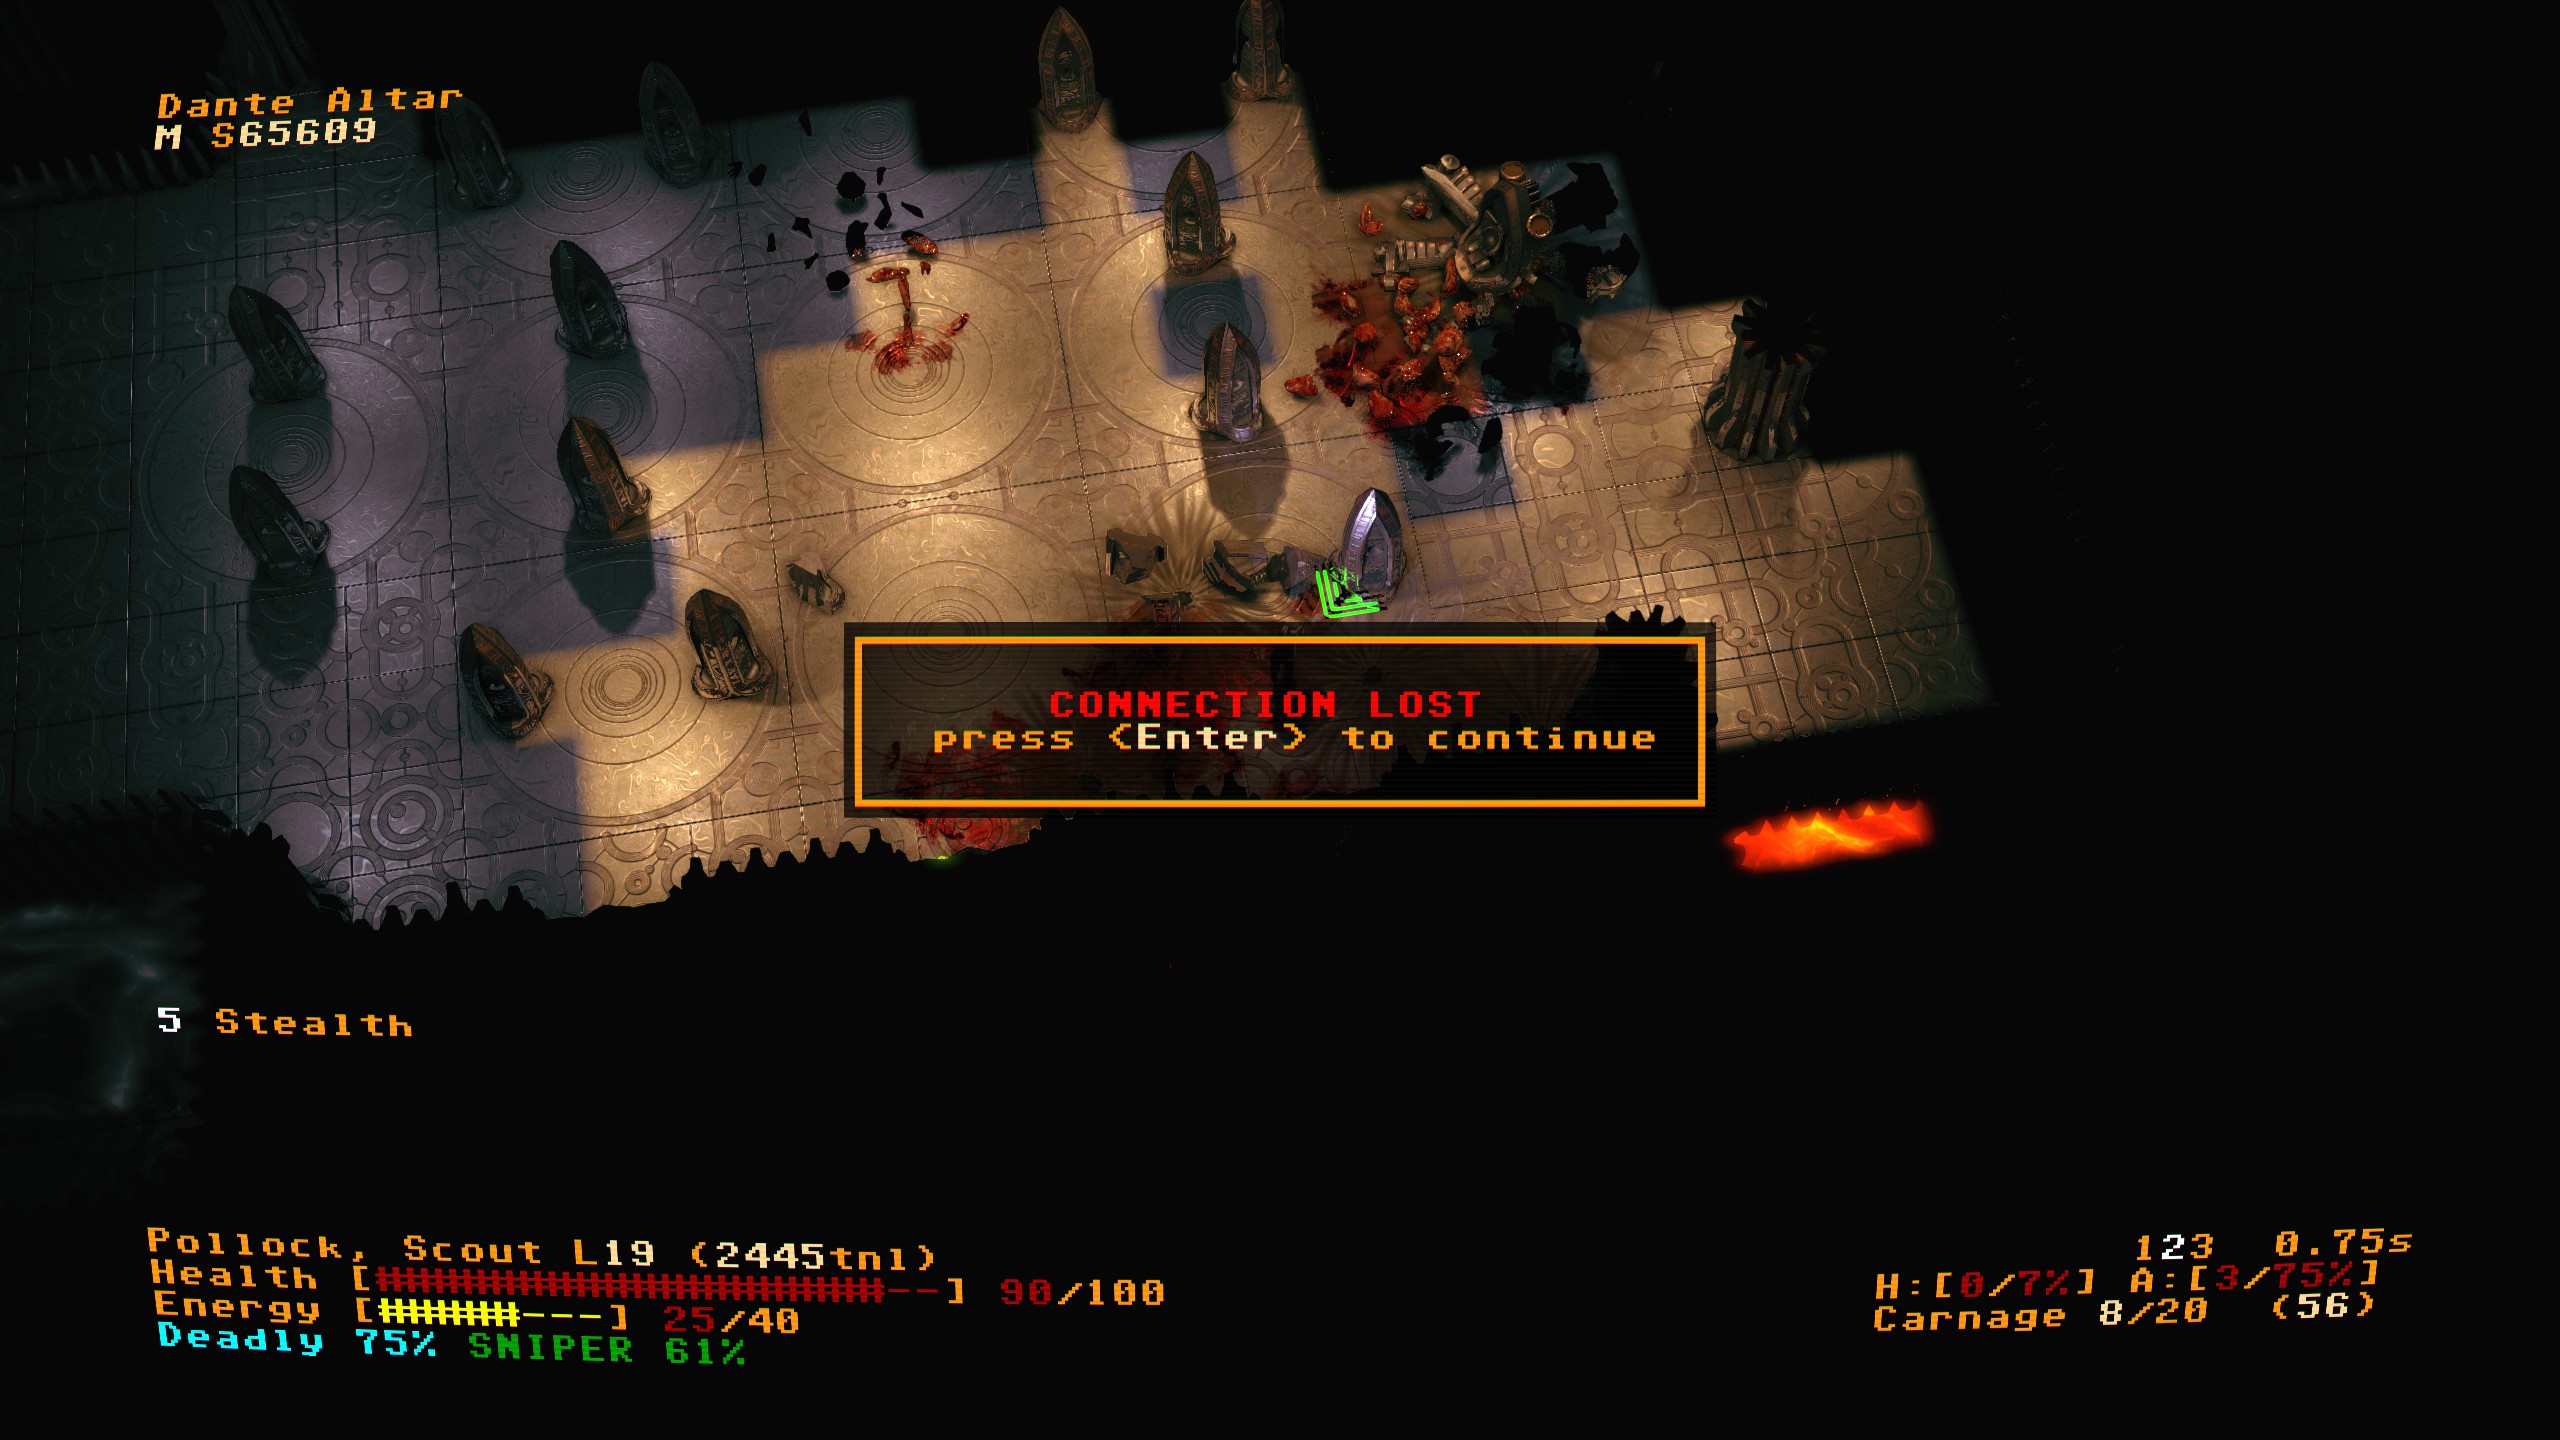 Dante Altar
M S65609
CONNECTION LOST
press <Enter> to continue
5 Stealth
Pollock, Scout L19 (2445tnl)
Health [##############################--] 90/100
Energy [########---] 25/40
Deadly 75% SNIPER 61%
123 0.75s
H:[0/7%] A:[3/75%]
Carnage 8/20 (56)